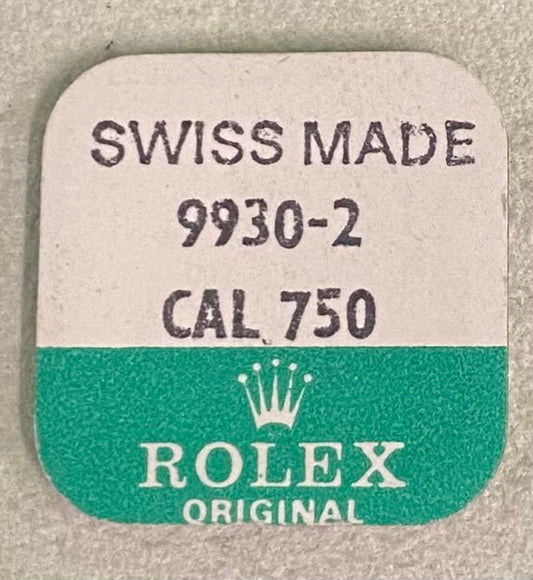 SWISS MADE
9930-2
CAL. 750
ROLEX
ORIGINAL